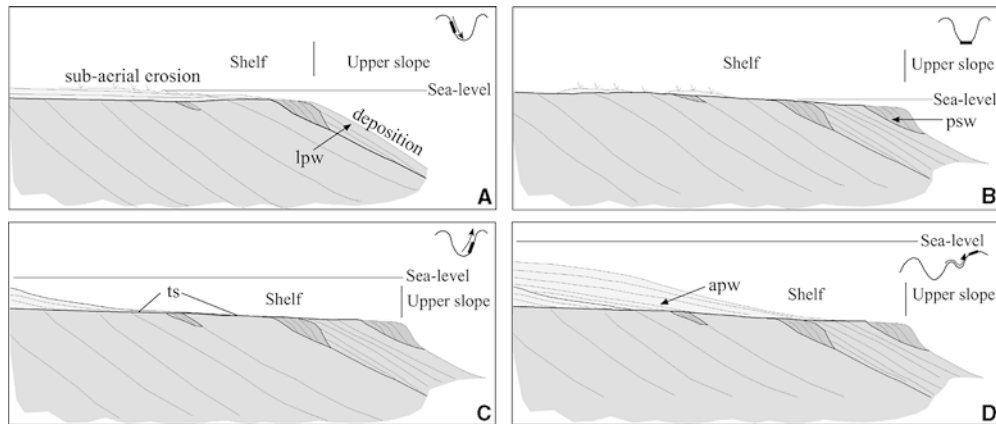 Shelf
Upper slope
sub-aerial erosion
Sea-level
deposition
lpw
A
Shelf
Upper slope
Sea-level
psw
B
Sea-level
ts
Shelf
Upper slope
C
Sea-level
apw
Shelf
Upper slope
D